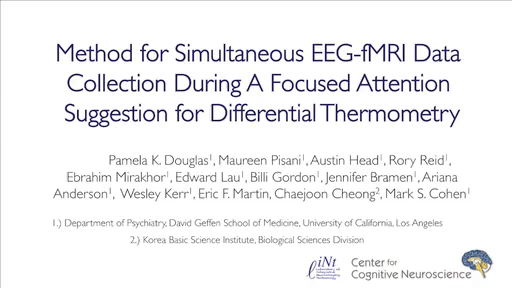 Method for Simultaneous EEG-fMRI Data
Collection During A Focused Attention
Suggestion for Differential Thermometry
Pamela K. Douglas¹, Maureen Pisani¹, Austin Head¹, Rory Reid¹,
Ebrahim Mirakhor¹, Edward Lau¹, Billi Gordon¹, Jennifer Bramen¹, Ariana
Anderson¹, Wesley Kerr¹, Eric F. Martin, Chaejoon Cheong², Mark S. Cohen¹
1.) Department of Psychiatry, David Geffen School of Medicine, University of California, Los Angeles
2.) Korea Basic Science Institute, Biological Sciences Division
Center for
Cognitive Neuroscience